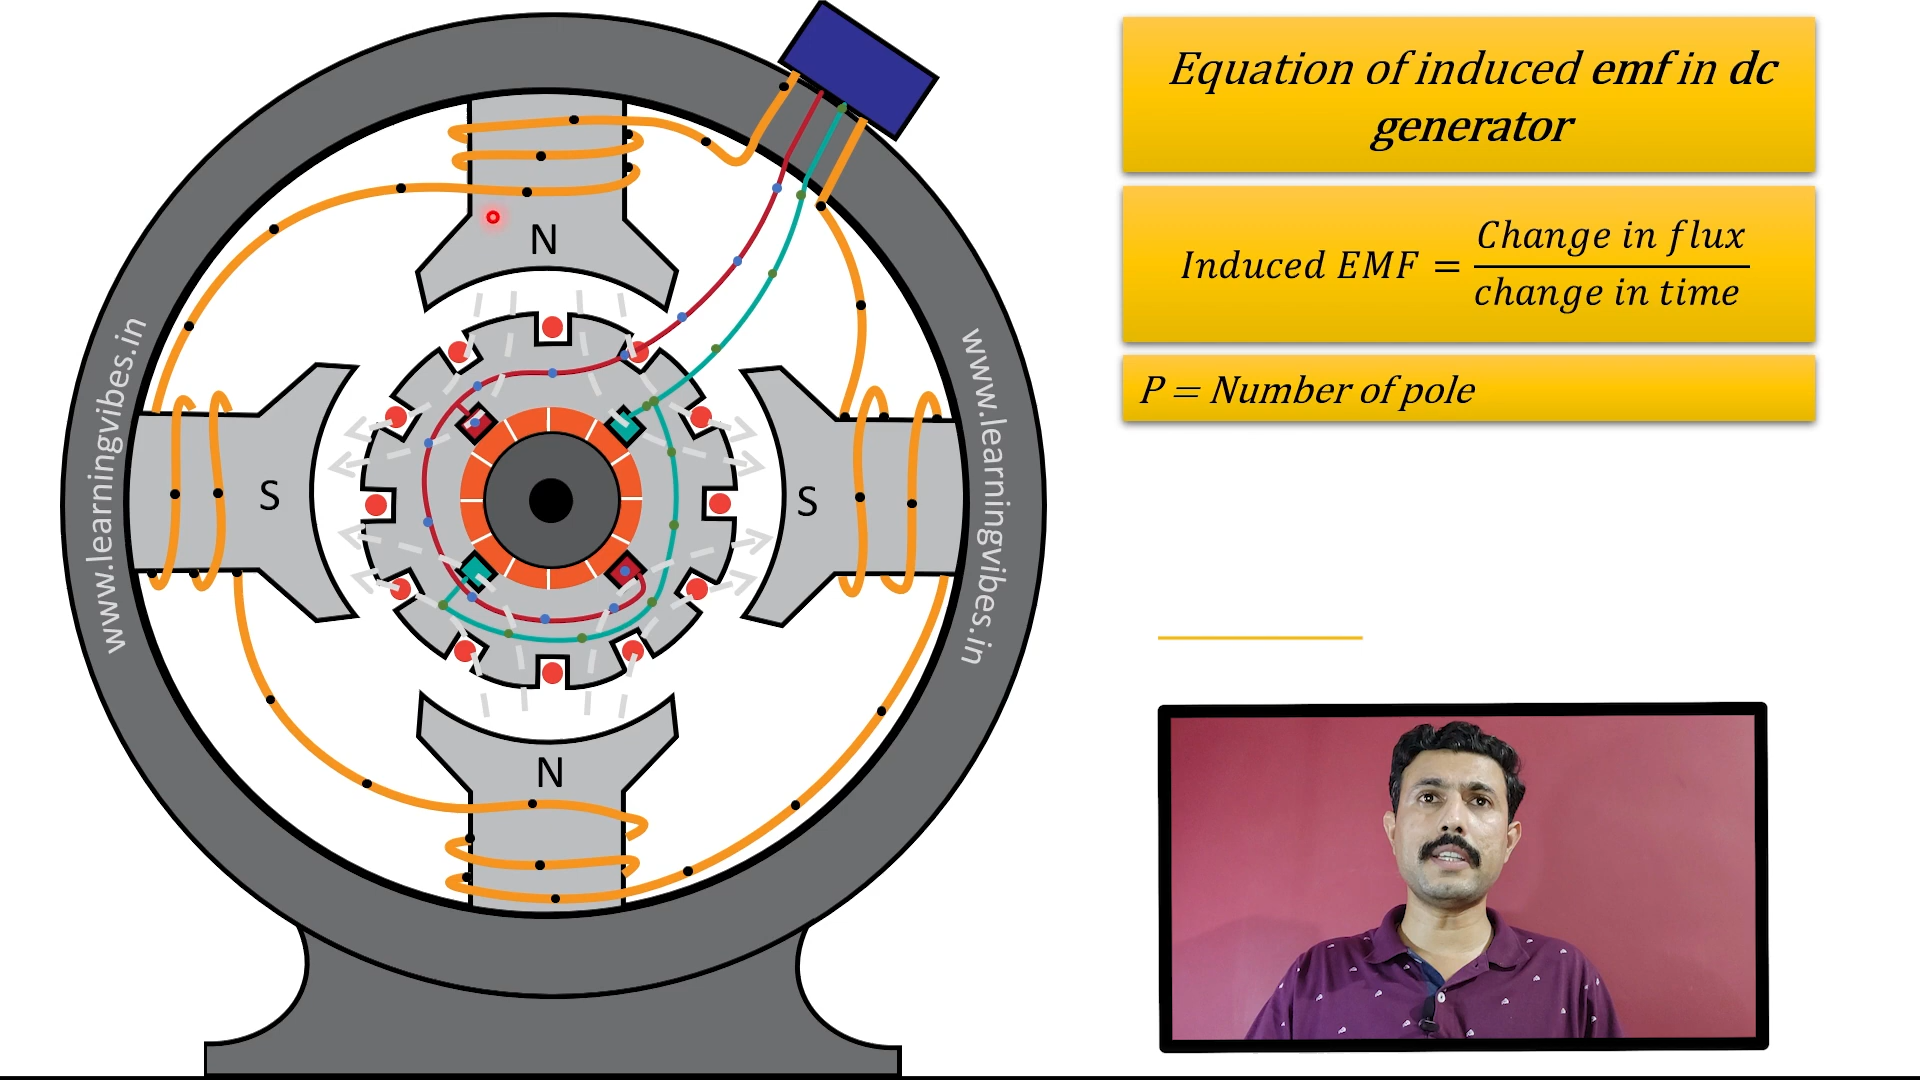 Equation of induced emf in dc
generator
Induced EMF = Change in flux
change in time
P = Number of pole
N
S
S
N
www.learningvibes.in
www.learningvibes.in